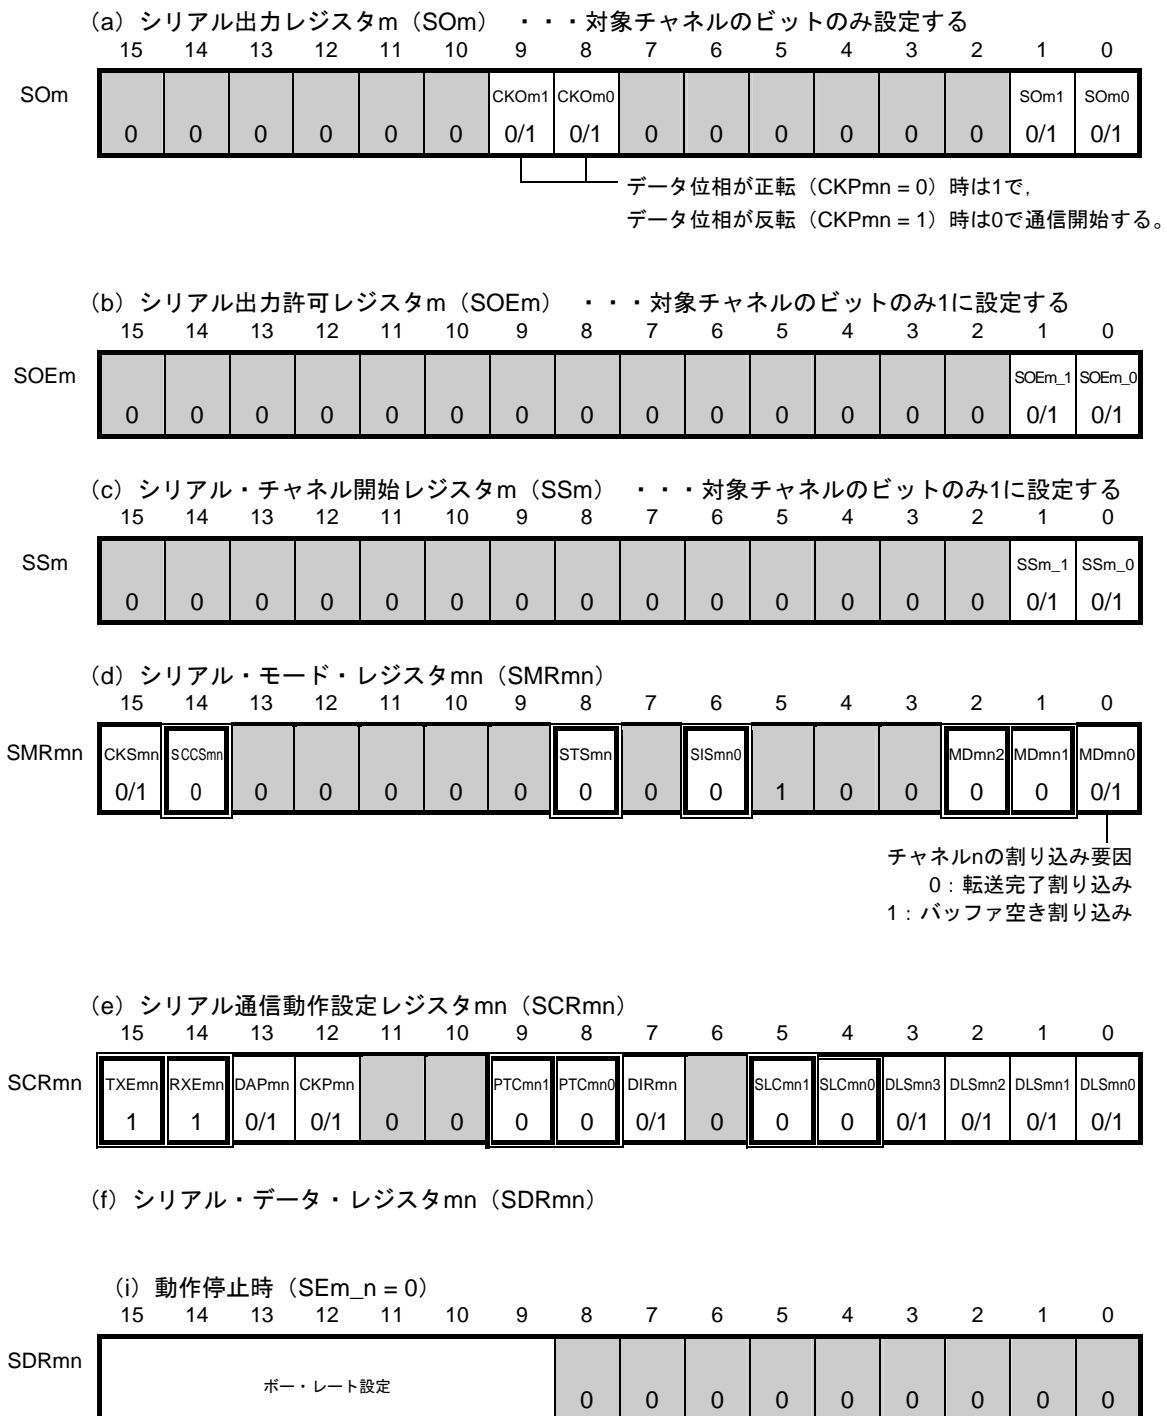 (a) シリアル出力レジスタm（SOm） ・・・対象チャネルのビットのみ設定する
15 14 13 12 11 10 9 8 7 6 5 4 3 2 1 0
SOm
CKOm1 CKOm0 SOm1 SOm0
0 0 0 0 0 0 0/1 0/1 0 0 0 0 0 0 0/1 0/1
データ位相が正転（CKPmn = 0）時は1で,
データ位相が反転（CKPmn = 1）時は0で通信開始する。
(b) シリアル出力許可レジスタm（SOEm） ・・・対象チャネルのビットのみ1に設定する
15 14 13 12 11 10 9 8 7 6 5 4 3 2 1 0
SOEm
SOEm_1 SOEm_0
0 0 0 0 0 0 0 0 0 0 0 0 0 0 0/1 0/1
(c) シリアル・チャネル開始レジスタm（SSm） ・・・対象チャネルのビットのみ1に設定する
15 14 13 12 11 10 9 8 7 6 5 4 3 2 1 0
SSm
SSm_1 SSm_0
0 0 0 0 0 0 0 0 0 0 0 0 0 0 0/1 0/1
(d) シリアル・モード・レジスタmn（SMRmn）
15 14 13 12 11 10 9 8 7 6 5 4 3 2 1 0
SMRmn
CKSmn SCCSmn STSmn SISmn0 MDmn2 MDmn1 MDmn0
0/1 0 0 0 0 0 0 0 0 0 1 0 0 0 0 0/1
チャネルnの割り込み要因
0：転送完了割り込み
1：バッファ空き割り込み
(e) シリアル通信動作設定レジスタmn（SCRmn）
15 14 13 12 11 10 9 8 7 6 5 4 3 2 1 0
SCRmn
TXEmn RXEmn DAPmn CKPmn PTCmn1 PTCmn0 DIRmn SLCmn1 SLCmn0 DLSmn3 DLSmn2 DLSmn1 DLSmn0
1 1 0/1 0/1 0 0 0 0 0/1 0 0 0 0/1 0/1 0/1 0/1
(f) シリアル・データ・レジスタmn（SDRmn）
(i) 動作停止時（SEm_n = 0）
15 14 13 12 11 10 9 8 7 6 5 4 3 2 1 0
SDRmn
ボー・レート設定
0 0 0 0 0 0 0 0 0